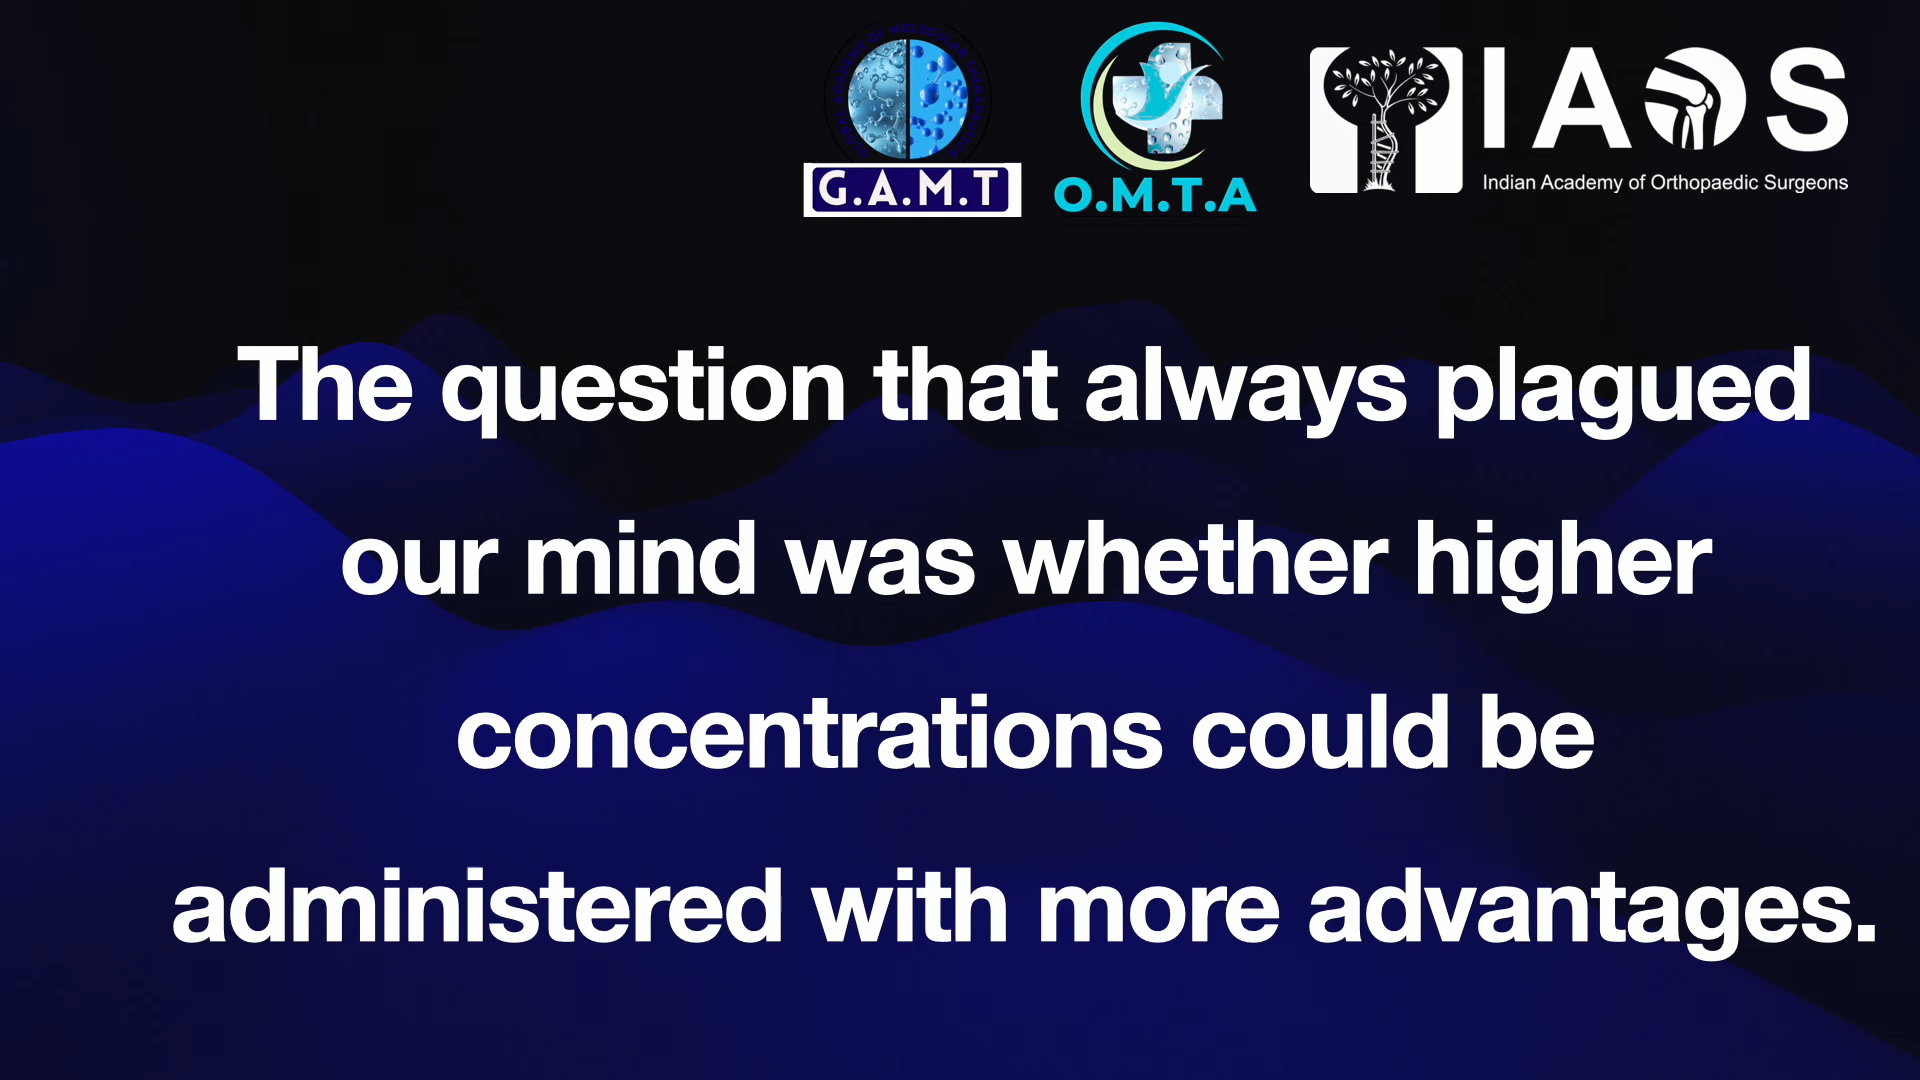 G.A.M.T
O.M.T.A
IAOS
Indian Academy of Orthopaedic Surgeons
The question that always plagued
our mind was whether higher
concentrations could be
administered with more advantages.